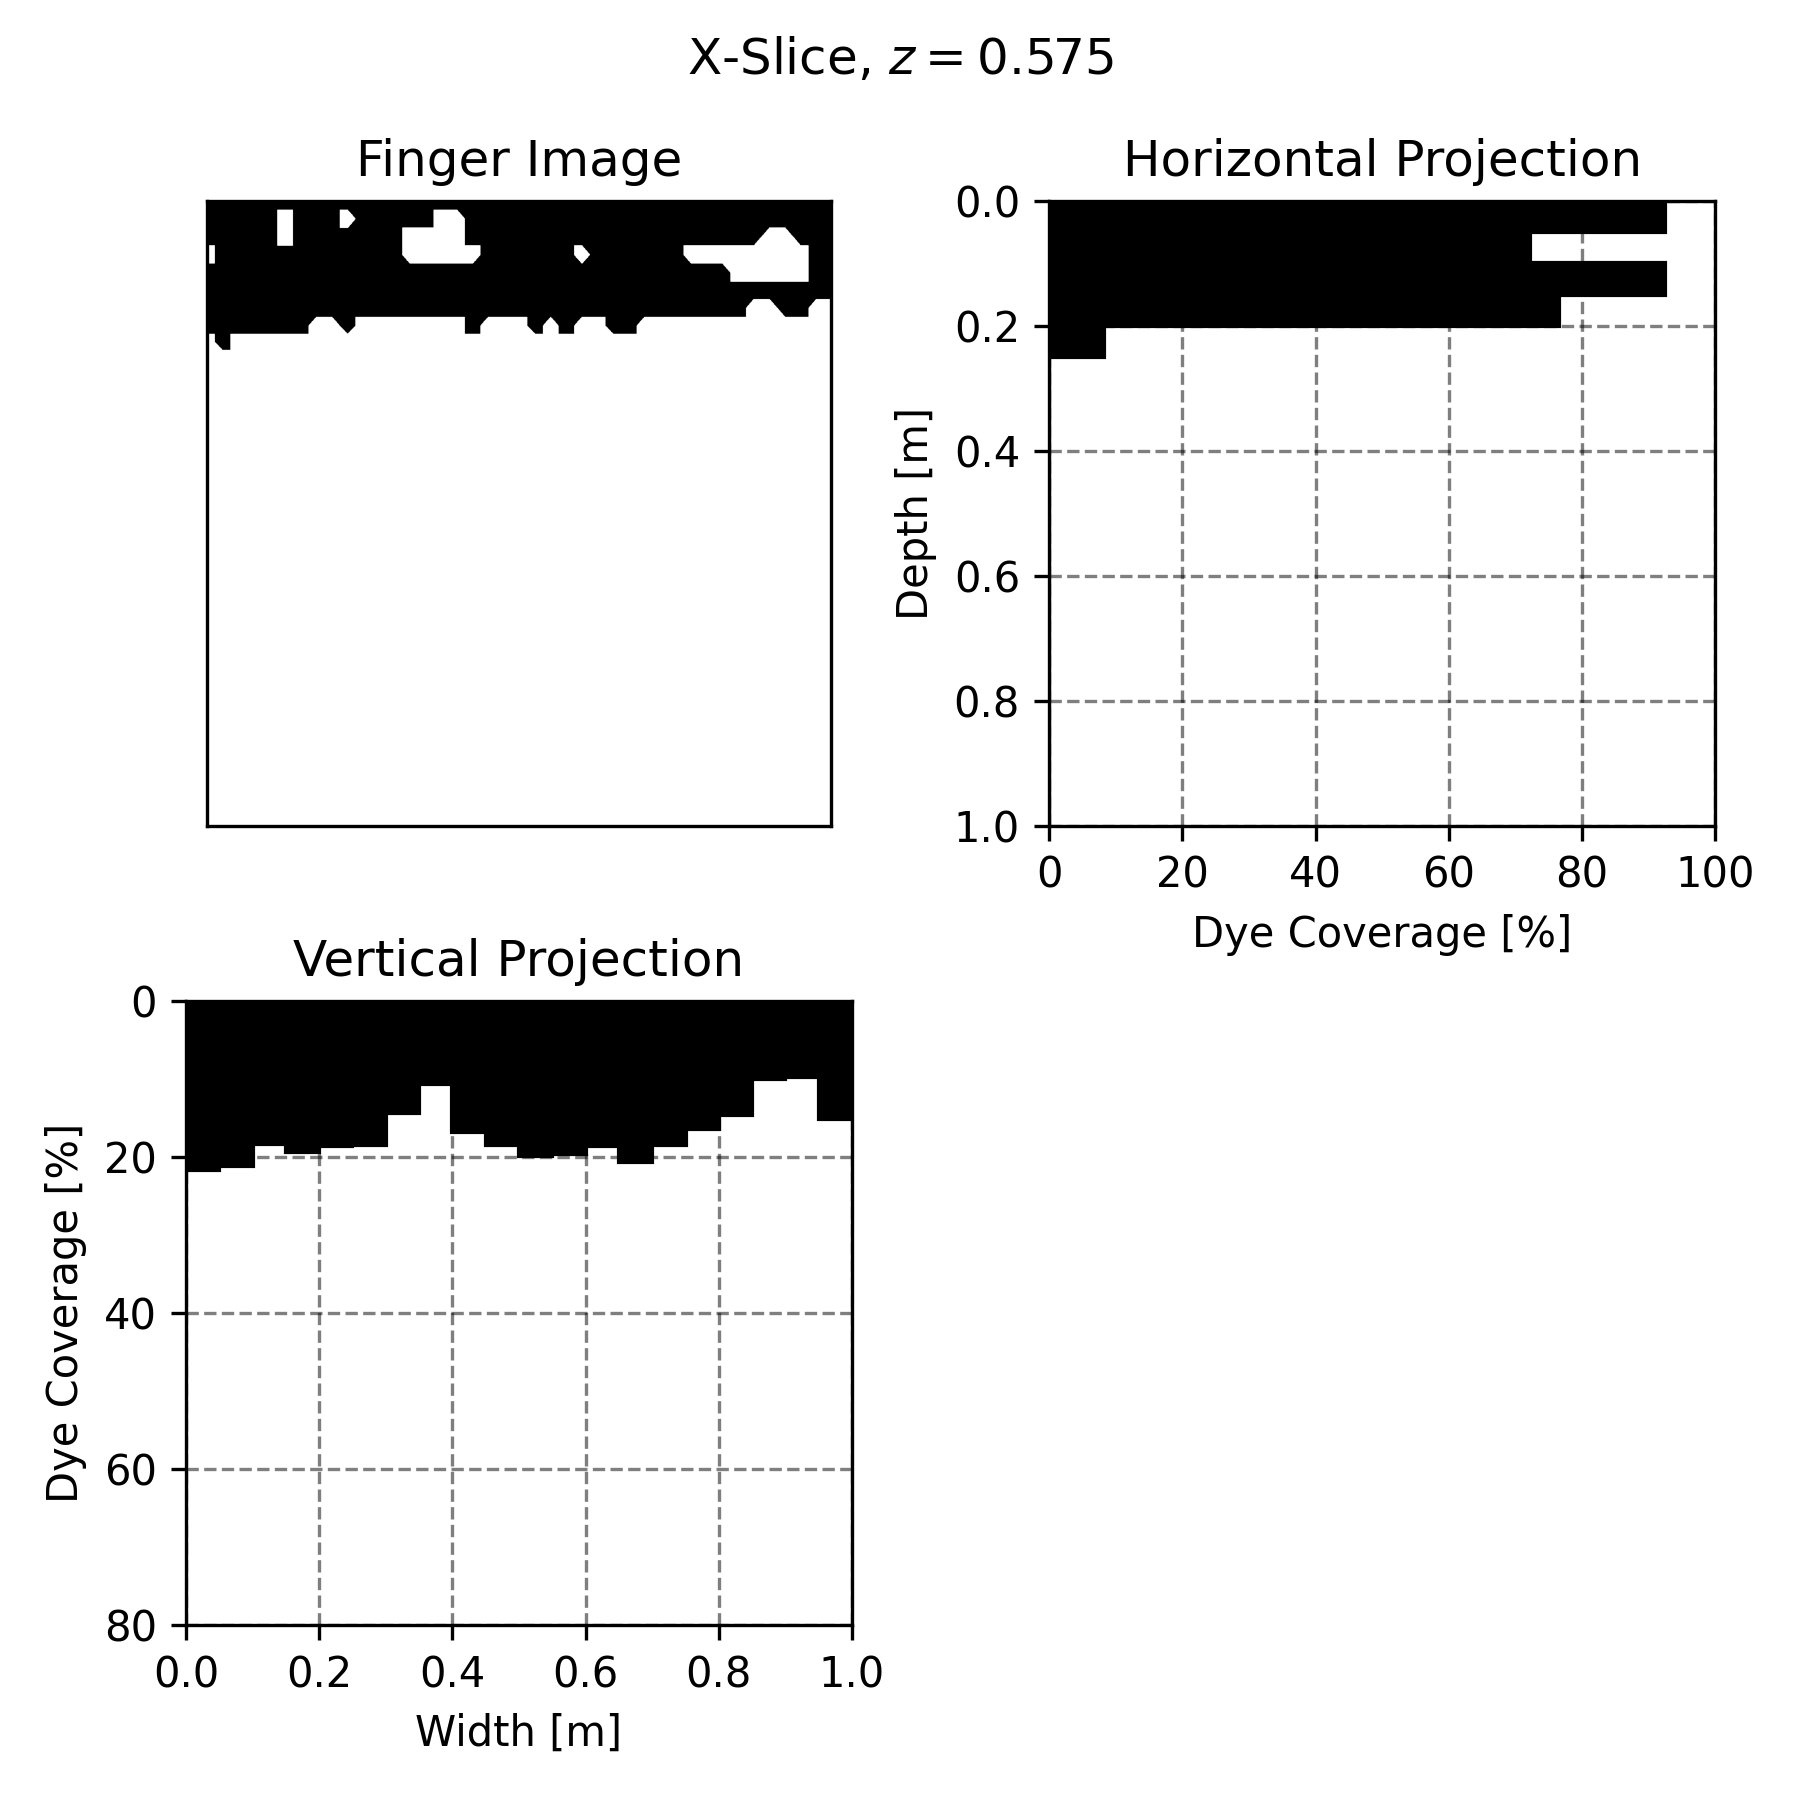 X-Slice, z = 0.575
Finger Image
Horizontal Projection
0.0
0.2
0.4
0.6
0.8
1.0
Depth [m]
0 20 40 60 80 100
Dye Coverage [%]
Vertical Projection
0
20
40
60
80
Dye Coverage [%]
0.0 0.2 0.4 0.6 0.8 1.0
Width [m]